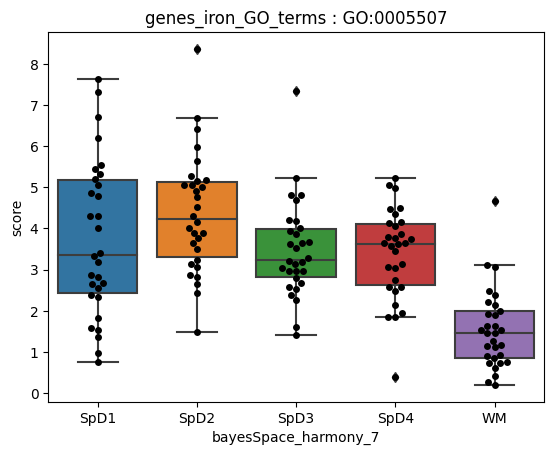 genes_iron_GO_terms : GO:0005507
score
8
7
6
5
4
3
2
1
0
SpD1 SpD2 SpD3 SpD4 WM
bayesSpace_harmony_7